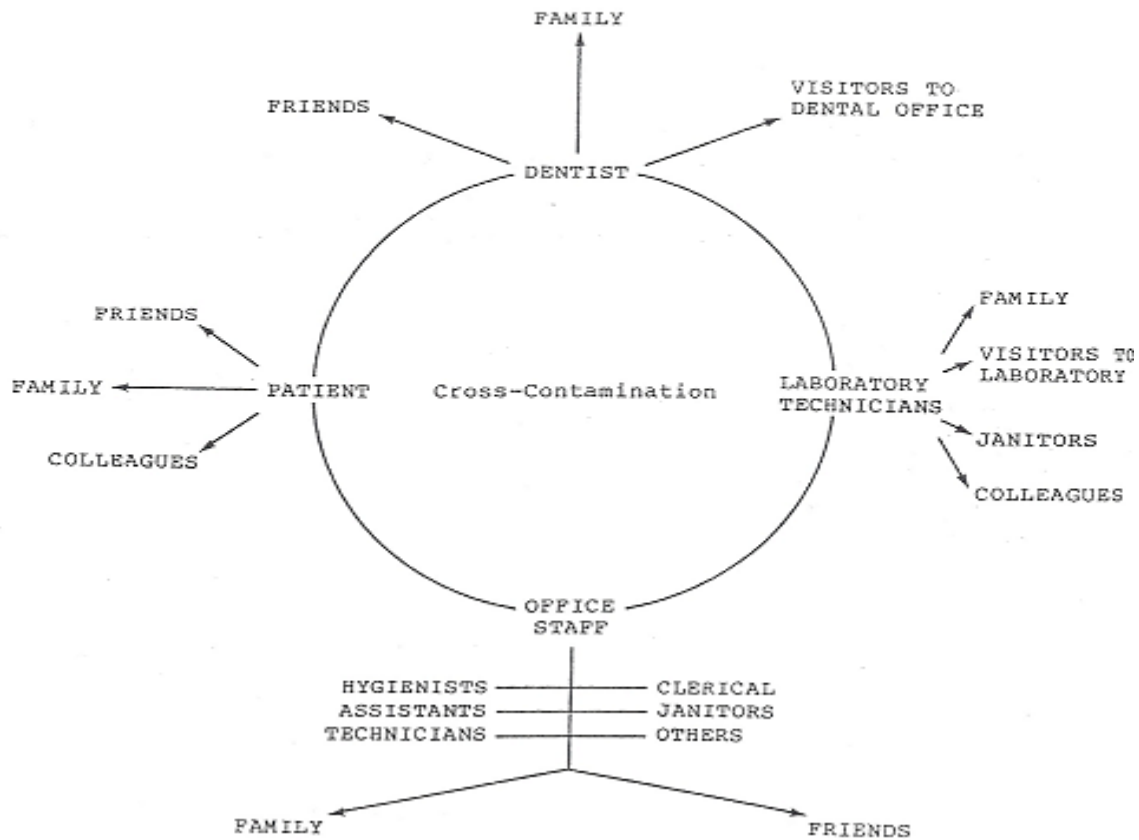 FAMILY
FRIENDS
VISITORS TO
DENTAL OFFICE
DENTIST
FRIENDS
FAMILY
PATIENT
COLLEAGUES
Cross-Contamination
FAMILY
VISITORS TO
LABORATORY
LABORATORY
TECHNICIANS
JANITORS
COLLEAGUES
OFFICE
STAFF
HYGIENISTS CLERICAL
ASSISTANTS JANITORS
TECHNICIANS OTHERS
FAMILY
FRIENDS